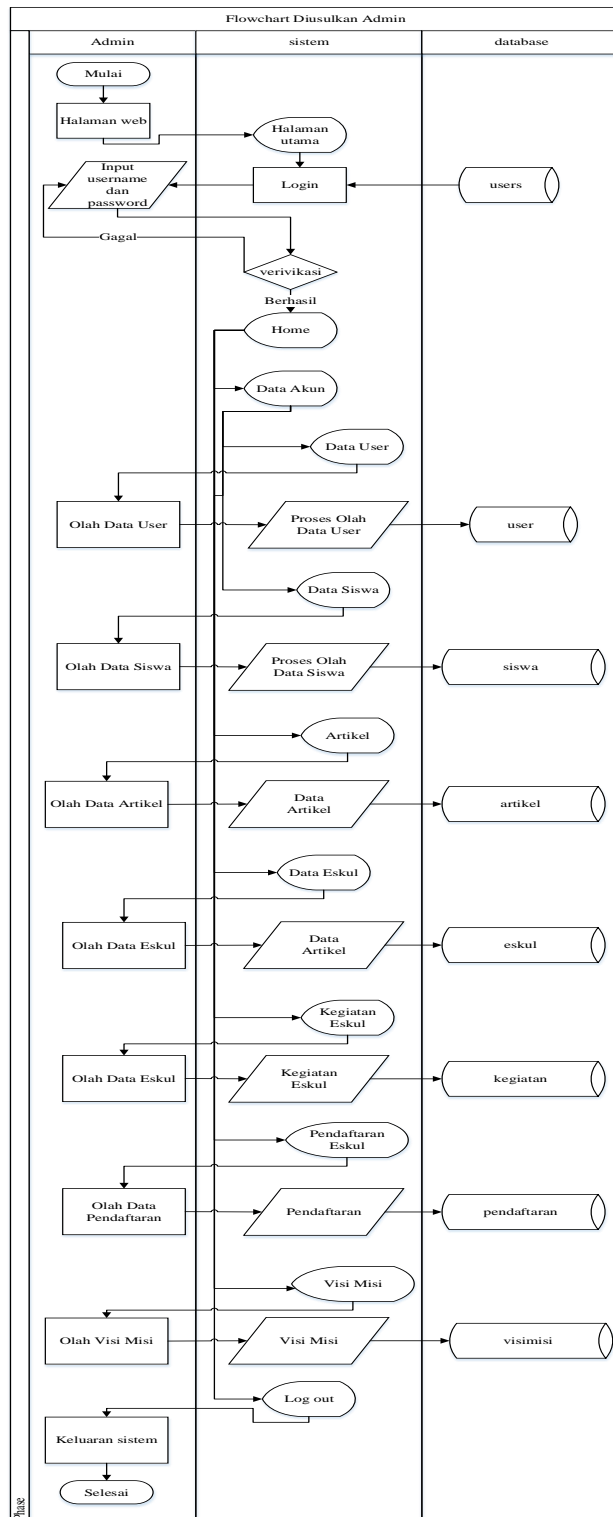 Flowchart Diusulkan Admin
Admin
sistem
database
Mulai
Halaman web
Halaman
utama
Input
username
dan
password
Login
users
Gagal
verivikasi
Berhasil
Home
Data Akun
Data User
Olah Data User
Proses Olah
Data User
user
Data Siswa
Olah Data Siswa
Proses Olah
Data Siswa
siswa
Artikel
Olah Data Artikel
Data
Artikel
artikel
Data Eskul
Olah Data Eskul
Data
Artikel
eskul
Kegiatan
Eskul
Olah Data Eskul
Kegiatan
Eskul
kegiatan
Pendaftaran
Eskul
Olah Data
Pendaftaran
Pendaftaran
pendaftaran
Visi Misi
Olah Visi Misi
Visi Misi
visimisi
Log out
Keluaran sistem
Selesai
Phase